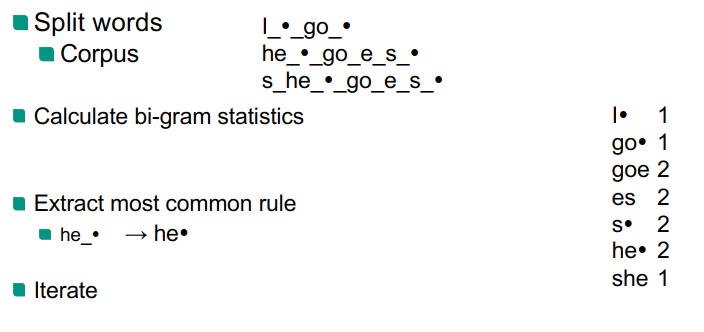 Split words
Corpus
I_•_go_•
he_•_go_e_s_•
s_he_•_go_e_s_•
Calculate bi-gram statistics
I• 1
go• 1
goe 2
es 2
s• 2
he• 2
she 1
Extract most common rule
he_• → he•
Iterate